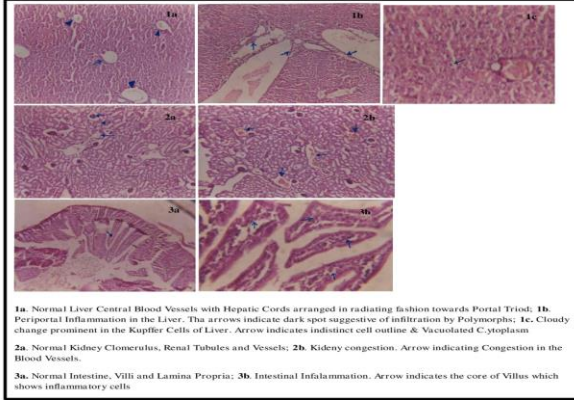 1a
1b
1c
2a
2b
3a
3b
1a. Normal Liver Central Blood Vessels with Hepatic Cords arranged in radiating fashion towards Portal Triod; 1b.
Periportal Inflammation in the Liver. Tha arrows indicate dark spot suggestive of infiltration by Polymorphs; 1c. Cloudy
change prominent in the Kupffer Cells of Liver. Arrow indicates indistinct cell outline & Vacuolated C.ytoplasm
2a. Normal Kidney Clomerulus, Renal Tubules and Vessels; 2b. Kideny congestion. Arrow indicating Congestion in the
Blood Vessels.
3a. Normal Intestine, Villi and Lamina Propria; 3b. Intestinal Infalammation. Arrow indicates the core of Villus which
shows inflammatory cells